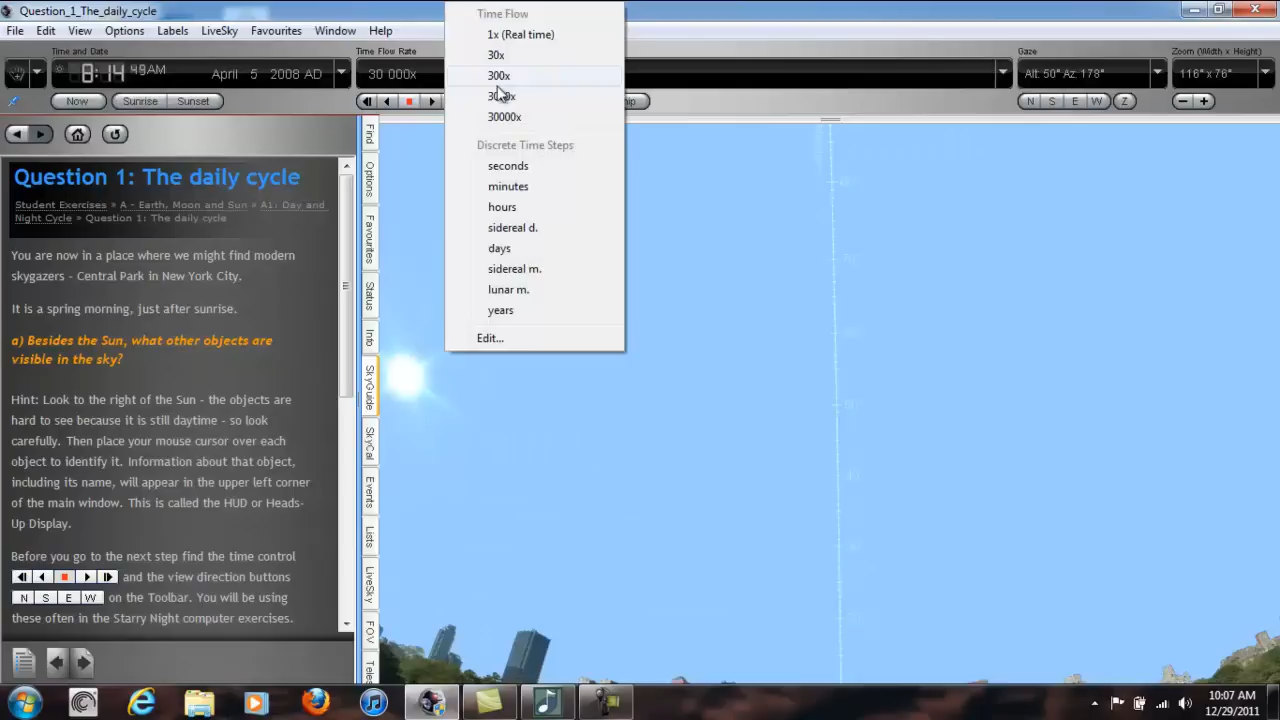 Question_1_The_daily_cycle
File Edit View Options Labels LiveSky Favourites Window Help
Time and Date
8:14 49 AM April 5 2008 AD
Now Sunrise Sunset
Time Flow Rate
30 000x
Gaze
Alt: 50° Az: 178°
N S E W Z
Zoom (Width x Height)
116° x 76°
Time Flow
1x (Real time)
30x
300x
30000x
Discrete Time Steps
seconds
minutes
hours
sidereal d.
days
sidereal m.
lunar m.
years
Edit...
Find
Options
Favourites
Status
Info
SkyGuide
SkyCal
Events
Lists
LiveSky
FOV
Teles
Question 1: The daily cycle
Student Exercises » A - Earth, Moon and Sun » A1: Day and
Night Cycle » Question 1: The daily cycle
You are now in a place where we might find modern
skygazers - Central Park in New York City.
It is a spring morning, just after sunrise.
a) Besides the Sun, what other objects are
visible in the sky?
Hint: Look to the right of the Sun - the objects are
hard to see because it is still daytime - so look
carefully. Then place your mouse cursor over each
object to identify it. Information about that object,
including its name, will appear in the upper left corner
of the main window. This is called the HUD or Heads-
Up Display.
Before you go to the next step find the time control
and the view direction buttons
N S E W on the Toolbar. You will be using
these often in the Starry Night computer exercises.
10:07 AM
12/29/2011